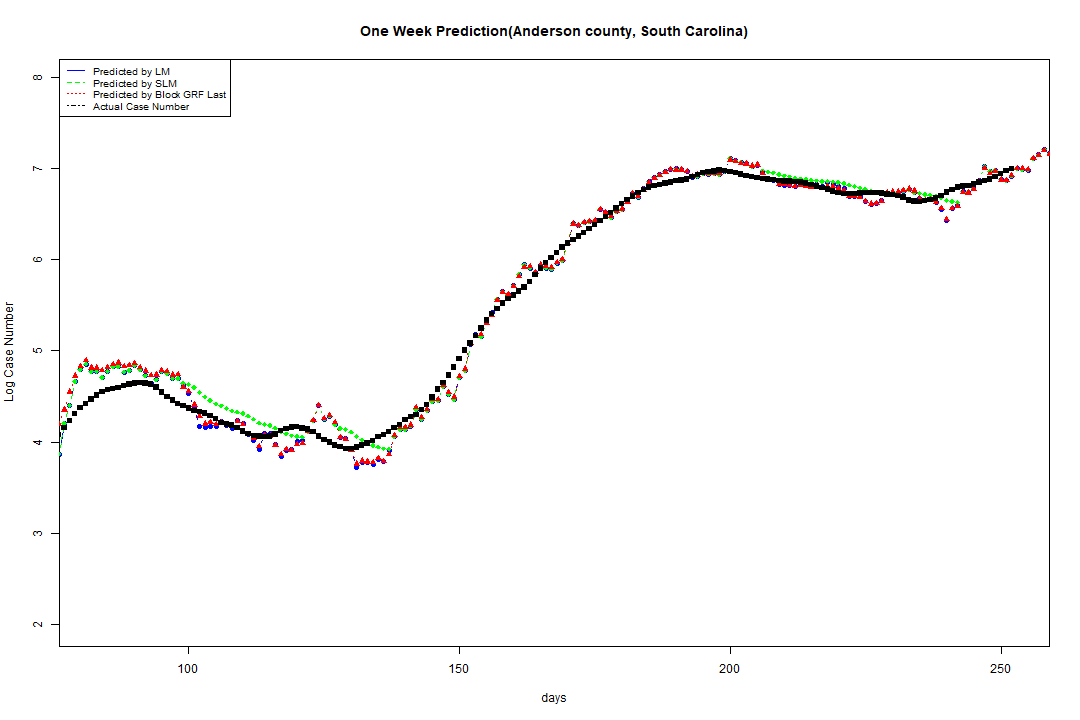 One Week Prediction(Anderson county, South Carolina)
Predicted by LM
Predicted by SLM
Predicted by Block GRF Last
Actual Case Number
8
7
6
5
4
3
2
Log Case Number
100 150 200 250
days